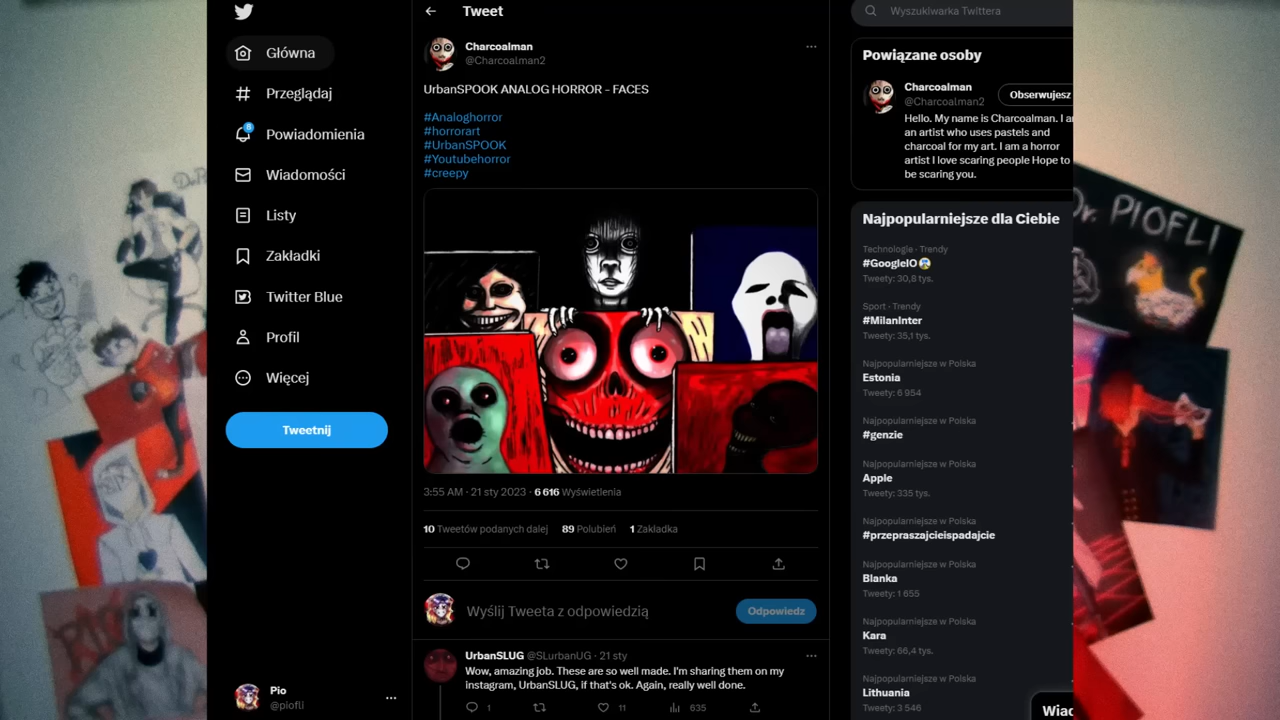 Główna
Przeglądaj
8
Powiadomienia
Wiadomości
Listy
Zakładki
Twitter Blue
Profil
Więcej
Tweetnij
Pio
@piofli
Tweet
Charcoalman
@Charcoalman2
UrbanSPOOK ANALOG HORROR - FACES
#Analoghorror
#horrorart
#UrbanSPOOK
#Youtubehorror
#creepy
3:55 AM · 21 sty 2023 · 6 616 Wyświetlenia
10 Tweetów podanych dalej 89 Polubień 1 Zakładka
Wyślij Tweeta z odpowiedzią
Odpowiedz
UrbanSLUG @SLurbanUG · 21 sty
Wow, amazing job. These are so well made. I'm sharing them on my
instagram, UrbanSLUG, if that's ok. Again, really well done.
1 11 635
Wyszukiwarka Twittera
Powiązane osoby
Charcoalman
@Charcoalman2
Obserwujesz
Hello. My name is Charcoalman. I am
an artist who uses pastels and
charcoal for my art. I am a horror
artist I love scaring people Hope to
be scaring you.
Najpopularniejsze dla Ciebie
Technologie · Trendy
#GoogleIO
Tweety: 30,8 tys.
Sport · Trendy
#MilanInter
Tweety: 35,1 tys.
Najpopularniejsze w Polska
Estonia
Tweety: 6 954
Najpopularniejsze w Polska
#genzie
Najpopularniejsze w Polska
Apple
Tweety: 335 tys.
Najpopularniejsze w Polska
#przepraszajcieispadajcie
Najpopularniejsze w Polska
Blanka
Tweety: 1 655
Najpopularniejsze w Polska
Kara
Tweety: 66,4 tys.
Najpopularniejsze w Polska
Lithuania
Tweety: 3 546
Wiad
Dr. PIOFLI